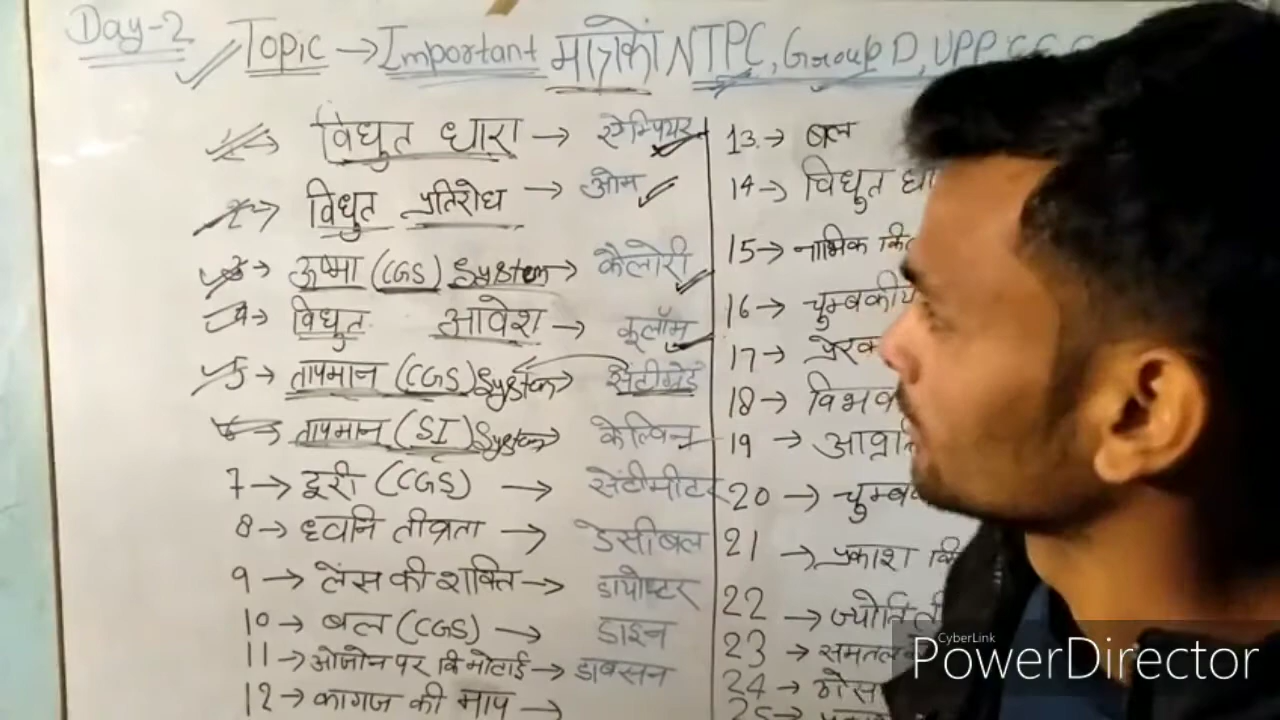 Day-2 Topic → Important मात्रकों NTPC, Group D, UPP
1 → विधुत धारा → एम्पियर
2 → विधुत प्रतिरोध → ओम
3 → ऊष्मा (CGS) System → कैलोरी
4 → विधुत आवेश → कूलॉम
5 → तापमान (CGS) System → सेंटीग्रेड
6 → तापमान (SI) System → केल्विन
7 → दूरी (CGS) → सेंटीमीटर
8 → ध्वनि तीव्रता → डेसीबल
9 → लेंस की शक्ति → डायोप्टर
10 → बल (CGS) → डाइन
11 → ओजोन पर कि मोटाई → डाबसन
12 → कागज की माप →
13 → बल
14 → विधुत
15 → नाभिक
16 → चुम्बकीय
17 →
18 →
19 →
20 →
21 → प्रकाश
22 → ज्योति
23 → समतल
24 →
CyberLink
PowerDirector